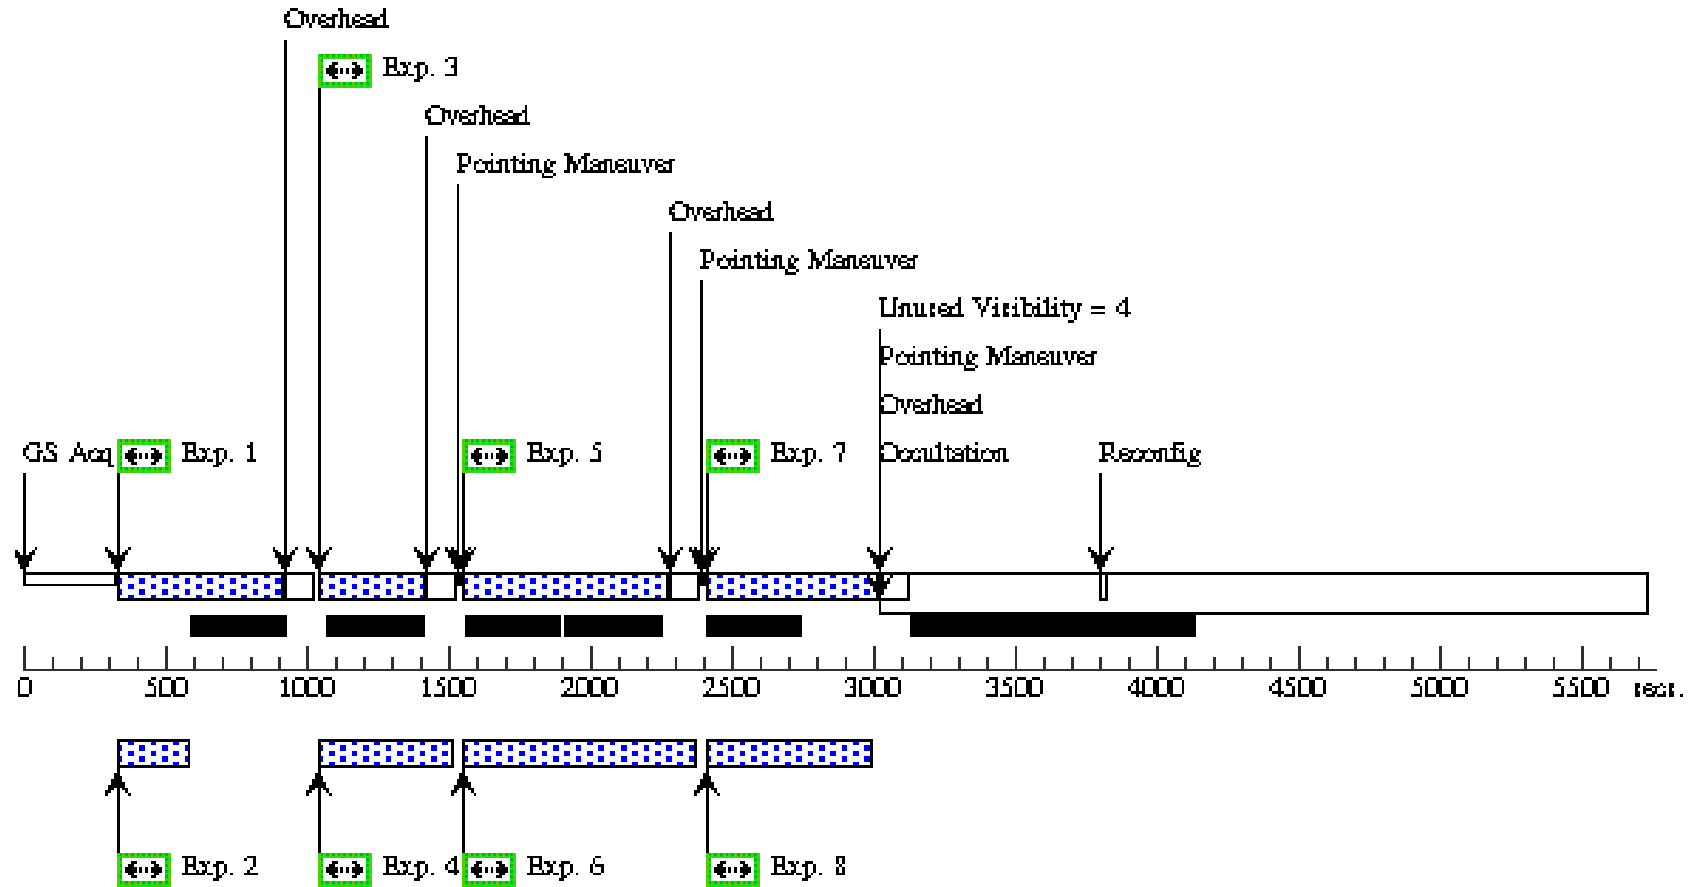 Overhead
Exp. 3
Overhead
Pointing Maneuver
Overhead
Pointing Maneuver
Unused Visibility = 4
Pointing Maneuver
Overhead
GS Acq Exp. 1 Exp. 5 Exp. 7 Occultation Reconfig
0 500 1000 1500 2000 2500 3000 3500 4000 4500 5000 5500 secs.
Exp. 2 Exp. 4 Exp. 6 Exp. 8